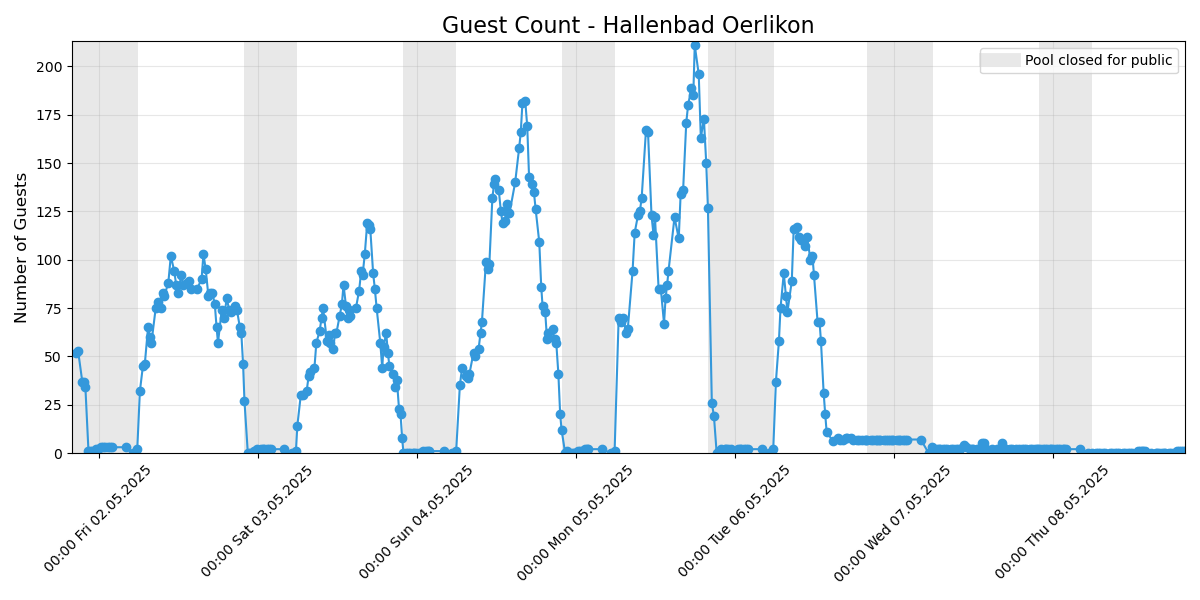 Guest Count - Hallenbad Oerlikon
Pool closed for public
Number of Guests
200
175
150
125
100
75
50
25
0
00:00 Fri 02.05.2025
00:00 Sat 03.05.2025
00:00 Sun 04.05.2025
00:00 Mon 05.05.2025
00:00 Tue 06.05.2025
00:00 Wed 07.05.2025
00:00 Thu 08.05.2025